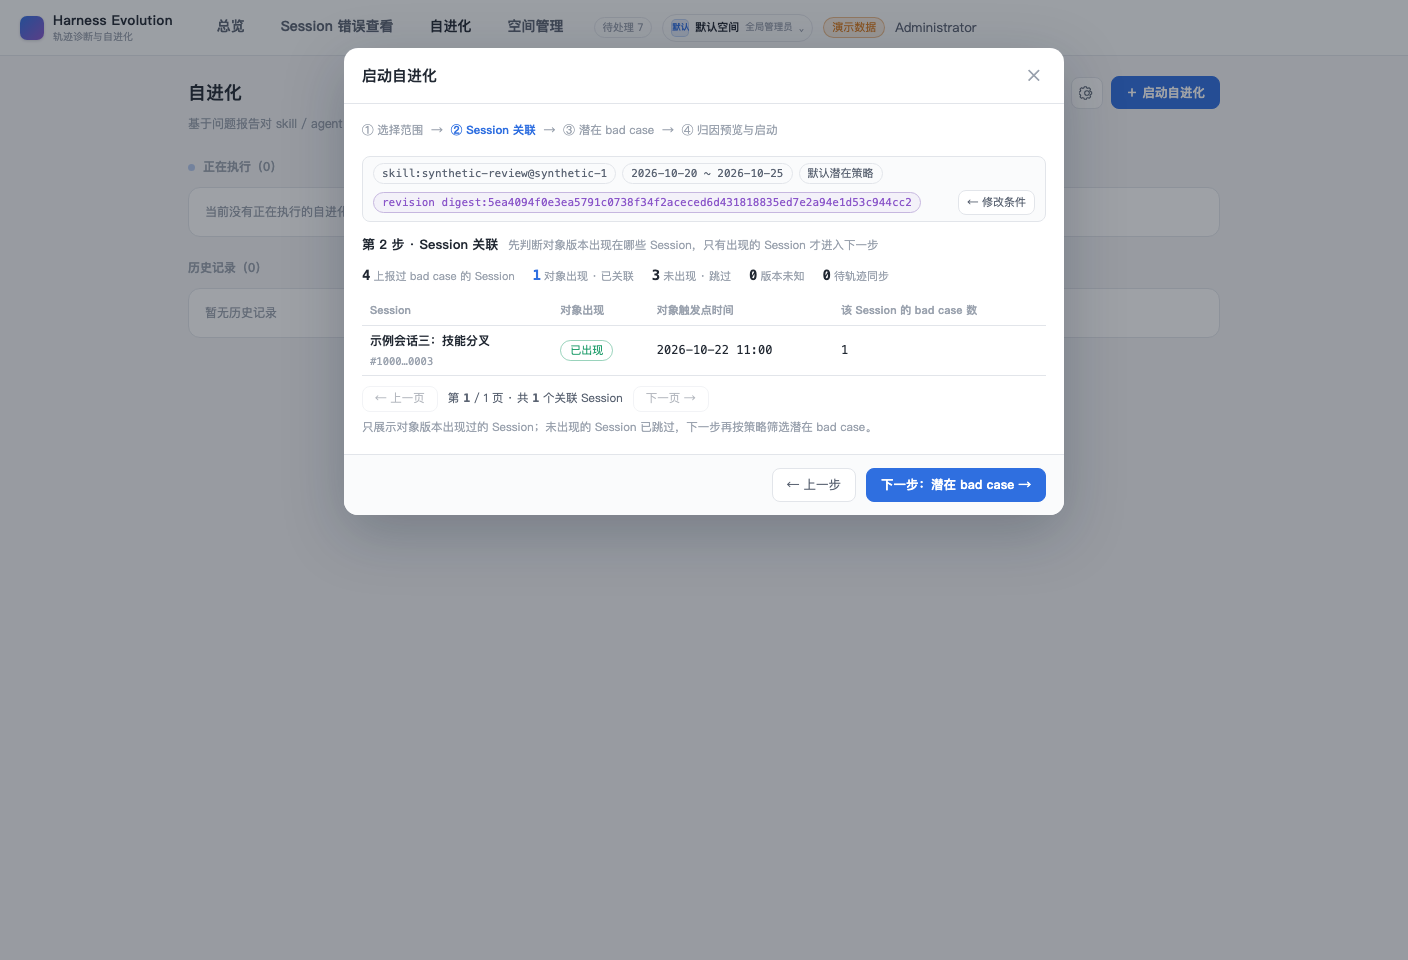 Harness Evolution
轨迹诊断与自进化
总览
Session 错误查看
自进化
空间管理
待处理 7
默认
默认空间
全局管理员
演示数据
Administrator
自进化
基于问题报告对 skill / agent
+ 启动自进化
正在执行（0）
当前没有正在执行的自进化
历史记录（0）
暂无历史记录
启动自进化
① 选择范围 → ② Session 关联 → ③ 潜在 bad case → ④ 归因预览与启动
skill:synthetic-review@synthetic-1
2026-10-20 ~ 2026-10-25
默认潜在策略
revision digest:5ea4094f0e3ea5791c0738f34f2aceced6d431818835ed7e2a94e1d53c944cc2
← 修改条件
第 2 步 · Session 关联 先判断对象版本出现在哪些 Session，只有出现的 Session 才进入下一步
4 上报过 bad case 的 Session 1 对象出现 · 已关联 3 未出现 · 跳过 0 版本未知 0 待轨迹同步
Session 对象出现 对象触发点时间 该 Session 的 bad case 数
示例会话三：技能分叉
#1000…0003
已出现
2026-10-22 11:00
1
← 上一页
第 1 / 1 页 · 共 1 个关联 Session
下一页 →
只展示对象版本出现过的 Session；未出现的 Session 已跳过，下一步再按策略筛选潜在 bad case。
← 上一步
下一步：潜在 bad case →